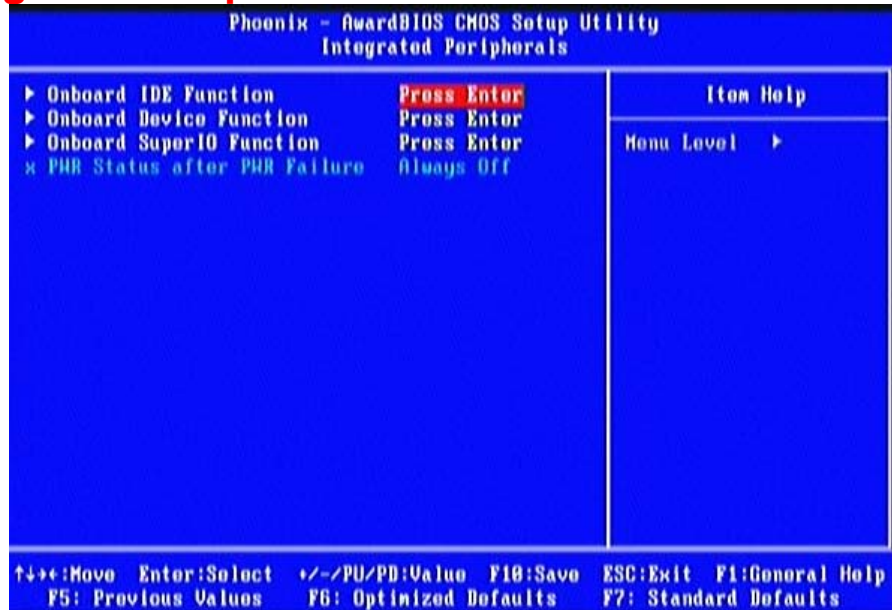 Phoenix - AwardBIOS CMOS Setup Utility
Integrated Peripherals
▶ Onboard IDE Function Press Enter
▶ Onboard Device Function Press Enter
▶ Onboard SuperIO Function Press Enter
x PWR Status after PWR Failure Always Off
Item Help
Menu Level ▶
↑↓→←:Move Enter:Select +/-/PU/PD:Value F10:Save ESC:Exit F1:General Help
F5: Previous Values F6: Optimized Defaults F7: Standard Defaults